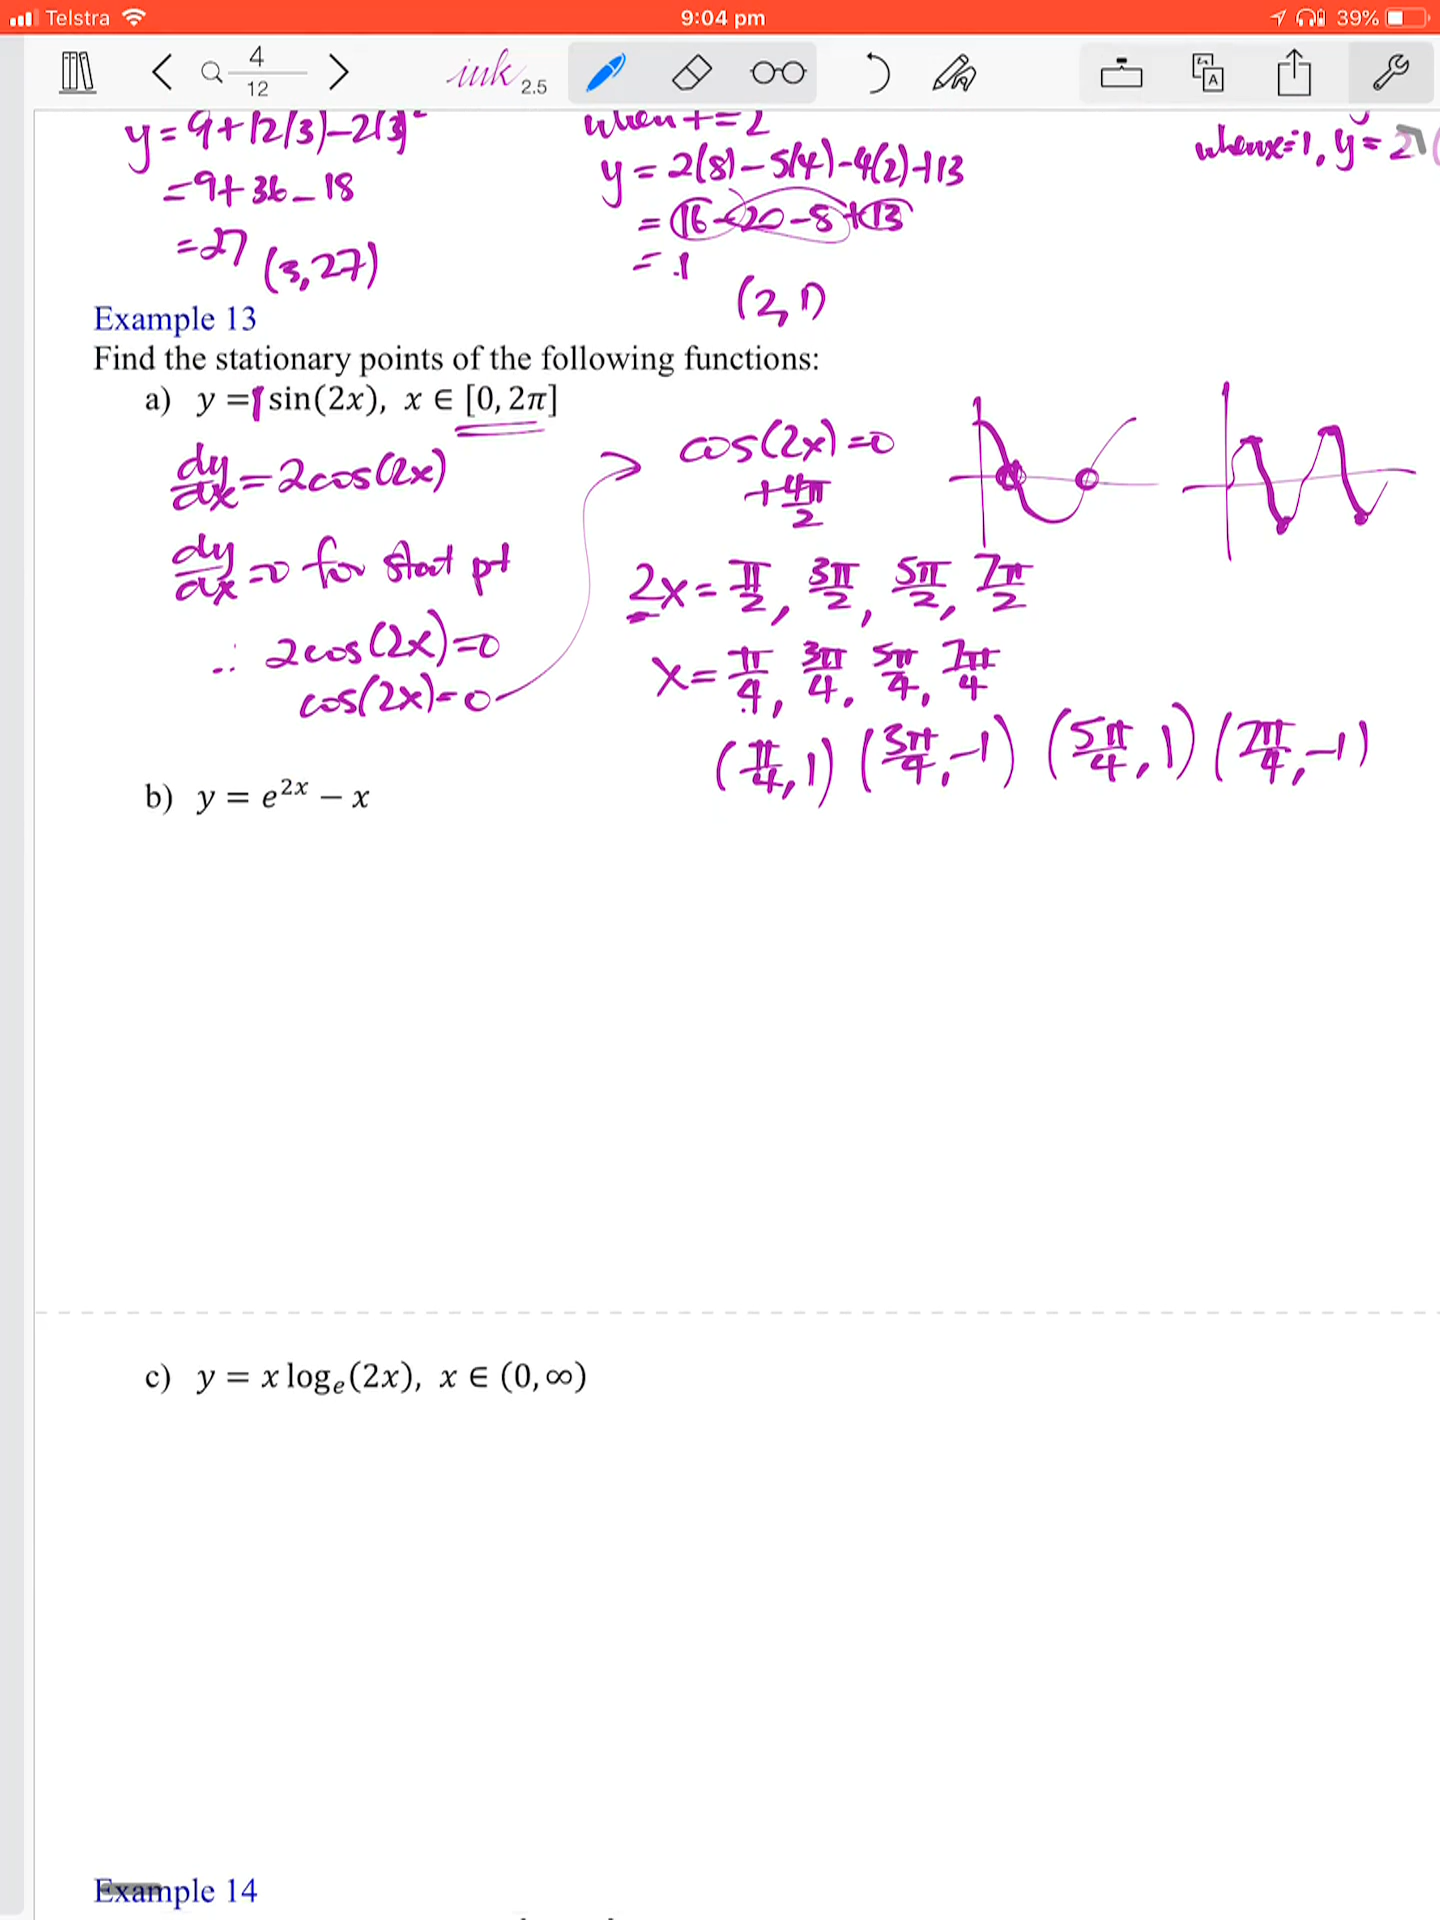 Telstra 9:04 pm 39%
4
12
ink 2.5
y = 9+12(3)-2(3)²
=9+36-18
=27 (3,27)
when t=2
y = 2(8)-5(4)-4(2)+13
= 16-20-8+13
= 1
(2,1)
when x=1, y=
Example 13
Find the stationary points of the following functions:
a) y = 1 sin(2x), x ∈ [0, 2π]
dy/dx = 2cos(2x)
dy/dx =0 for stat pt
∴ 2cos(2x)=0
cos(2x)=0
cos(2x)=0
+4π/2
2x= π/2, 3π/2, 5π/2, 7π/2
x= π/4, 3π/4, 5π/4, 7π/4
(π/4, 1) (3π/4, -1) (5π/4, 1) (7π/4, -1)
b) y = e²ˣ − x
c) y = x logₑ(2x), x ∈ (0, ∞)
Example 14